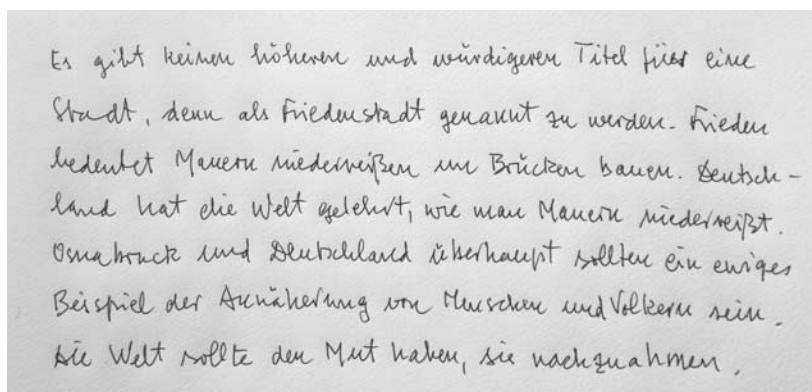 Es gibt keinen höheren und würdigeren Titel für eine
Stadt, denn als Friedenstadt genannt zu werden. Frieden
bedeutet Mauern niederreißen um Brücken bauen. Deutsch-
land hat die Welt gelehrt, wie man Mauern niederreißt.
Osnabruck und Deutschland überhaupt sollten ein ewiges
Beispiel der Annäherung von Menschen und Volkern sein.
Die Welt sollte den Mut haben, sie nachzuahmen.